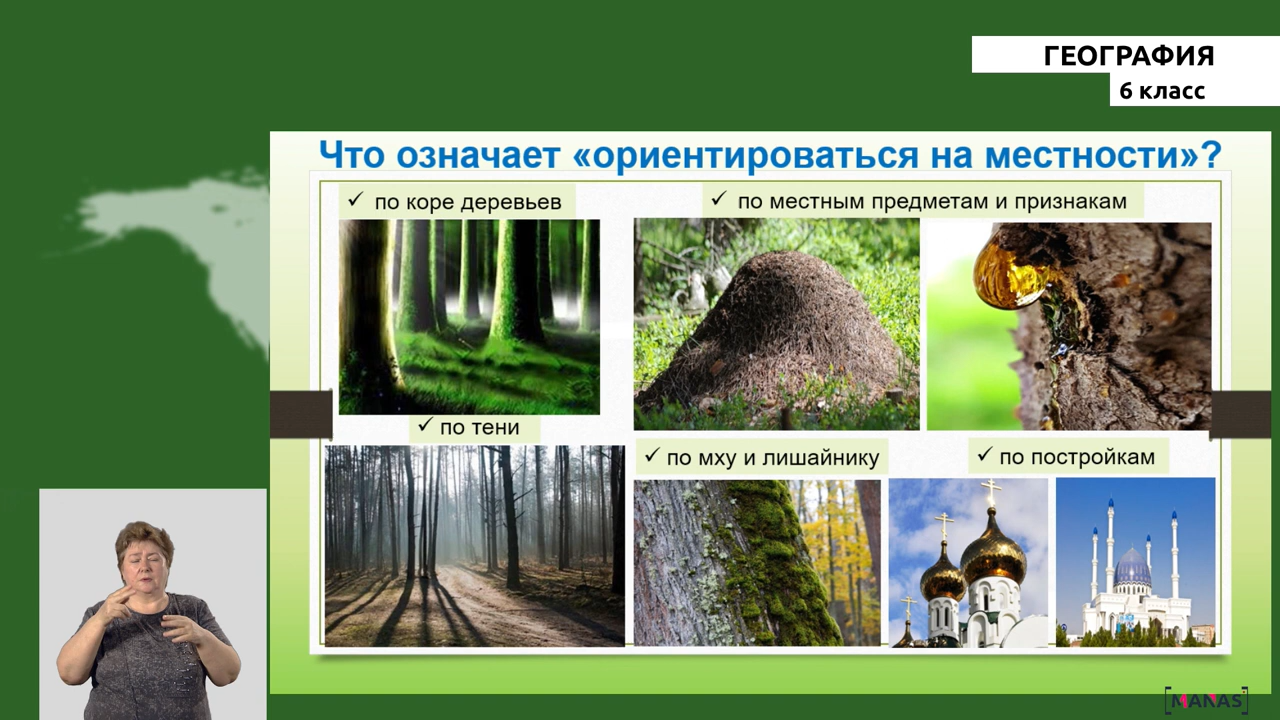 ГЕОГРАФИЯ
6 класс
Что означает «ориентироваться на местности»?
✓ по коре деревьев
✓ по местным предметам и признакам
✓ по тени
✓ по мху и лишайнику
✓ по постройкам
[MANAS]